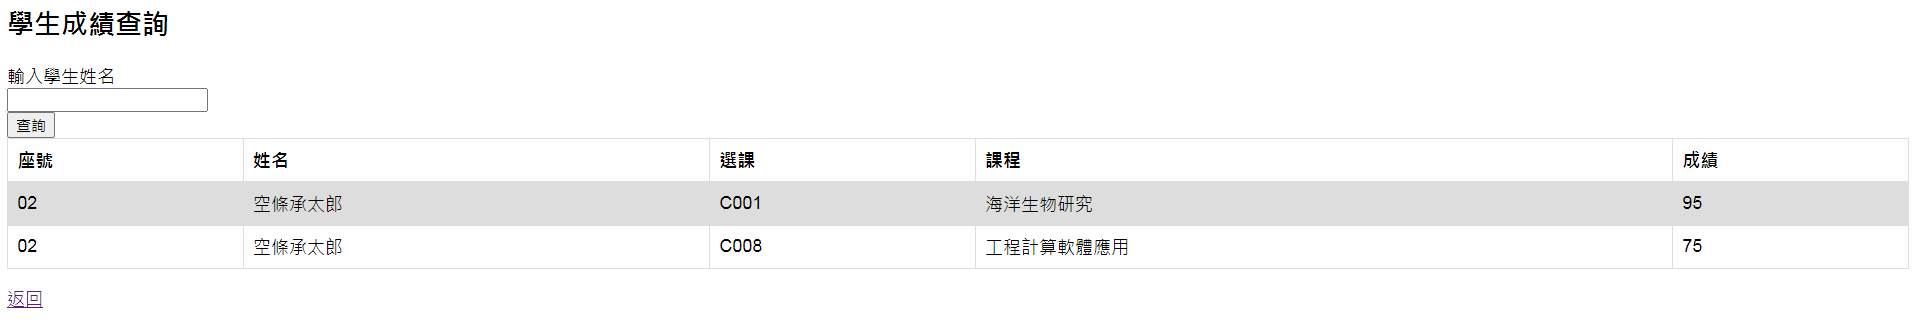 學生成績查詢
輸入學生姓名
查詢
座號 姓名 選課 課程 成績
02 空條承太郎 C001 海洋生物研究 95
02 空條承太郎 C008 工程計算軟體應用 75
返回